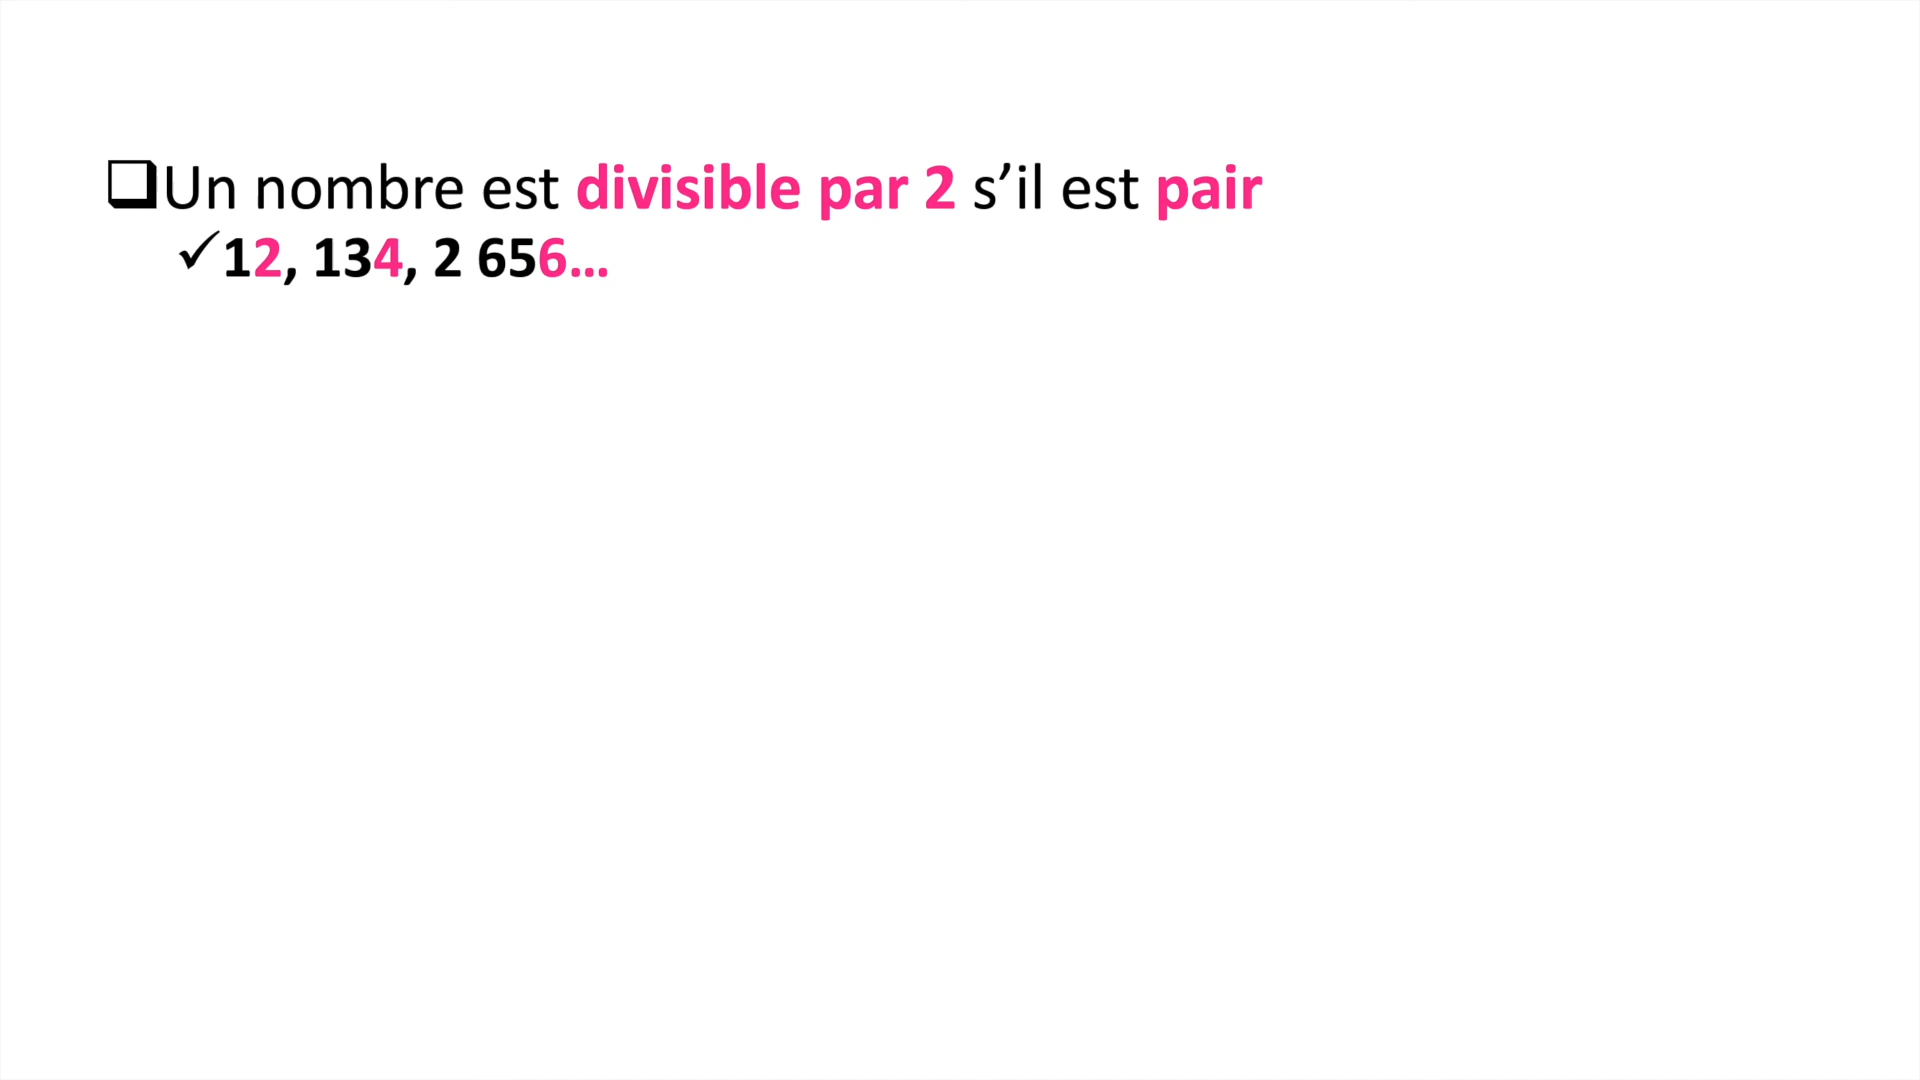 ❑Un nombre est divisible par 2 s’il est pair
✓12, 134, 2 656...